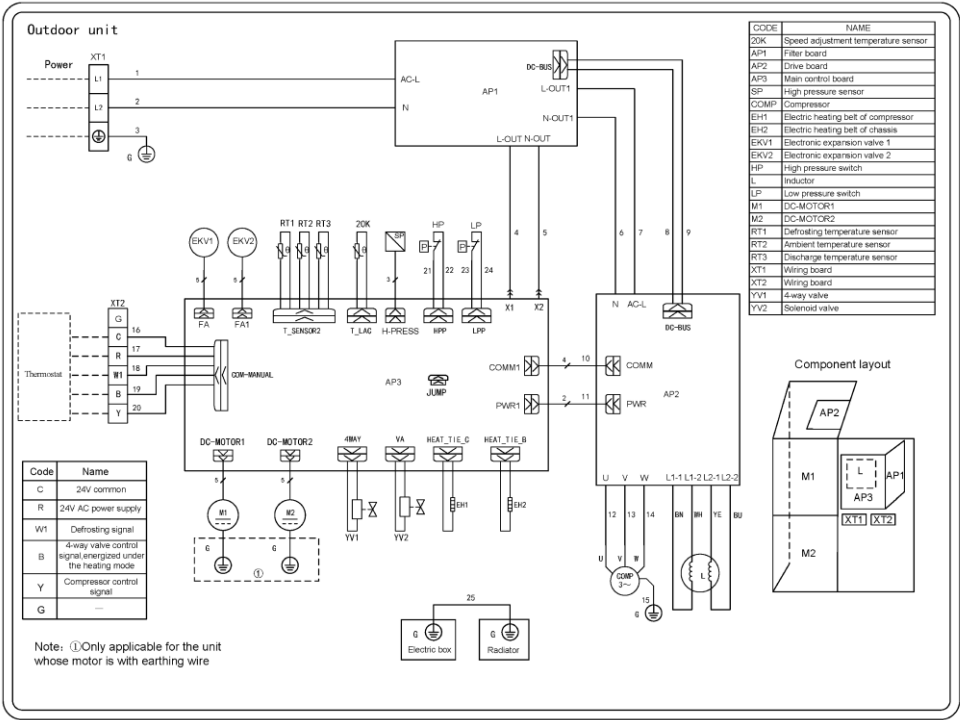 Outdoor unit
Power
XT1
L1
1
L2
2
3
G
AC-L
N
AP1
DC-BUS
L-OUT1
N-OUT1
L-OUT N-OUT
4
5
6
7
8
9
CODE NAME
20K Speed adjustment temperature sensor
AP1 Filter board
AP2 Drive board
AP3 Main control board
SP High pressure sensor
COMP Compressor
EH1 Electric heating belt of compressor
EH2 Electric heating belt of chassis
EKV1 Electronic expansion valve 1
EKV2 Electronic expansion valve 2
HP High pressure switch
L Inductor
LP Low pressure switch
M1 DC-MOTOR1
M2 DC-MOTOR2
RT1 Defrosting temperature sensor
RT2 Ambient temperature sensor
RT3 Discharge temperature sensor
XT1 Wiring board
XT2 Wiring board
YV1 4-way valve
YV2 Solenoid valve
EKV1
EKV2
RT1 RT2 RT3
20K
SP
HP
LP
θ θ θ θ
P P
21 22 23 24
5 5 3
FA
FA1
T_SENSOR2
T_LAC
H-PRESS
HPP
LPP
X1
X2
N AC-L
DC-BUS
XT2
G
C 16
R 17
W1 18
B 19
Y 20
Thermostat
COM-MANUAL
AP3
JUMP
COMM1 4 10 COMM
PWR1 2 11 PWR
AP2
DC-MOTOR1
DC-MOTOR2
4WAY
VA
HEAT_TIE_C
HEAT_TIE_B
5 5
M1
M2
G G
①
YV1
YV2
EH1
EH2
U V W L1-1 L1-2 L2-1 L2-2
12 13 14 BN WH YE BU
U V W
COMP
3~
L
15
G
25
G
Electric box
G
Radiator
Component layout
AP2
M1
L
AP1
AP3
XT1 XT2
M2
Code Name
C 24V common
R 24V AC power supply
W1 Defrosting signal
B 4-way valve control
signal,energized under
the heating mode
Y Compressor control
signal
G —
Note: ①Only applicable for the unit
whose motor is with earthing wire